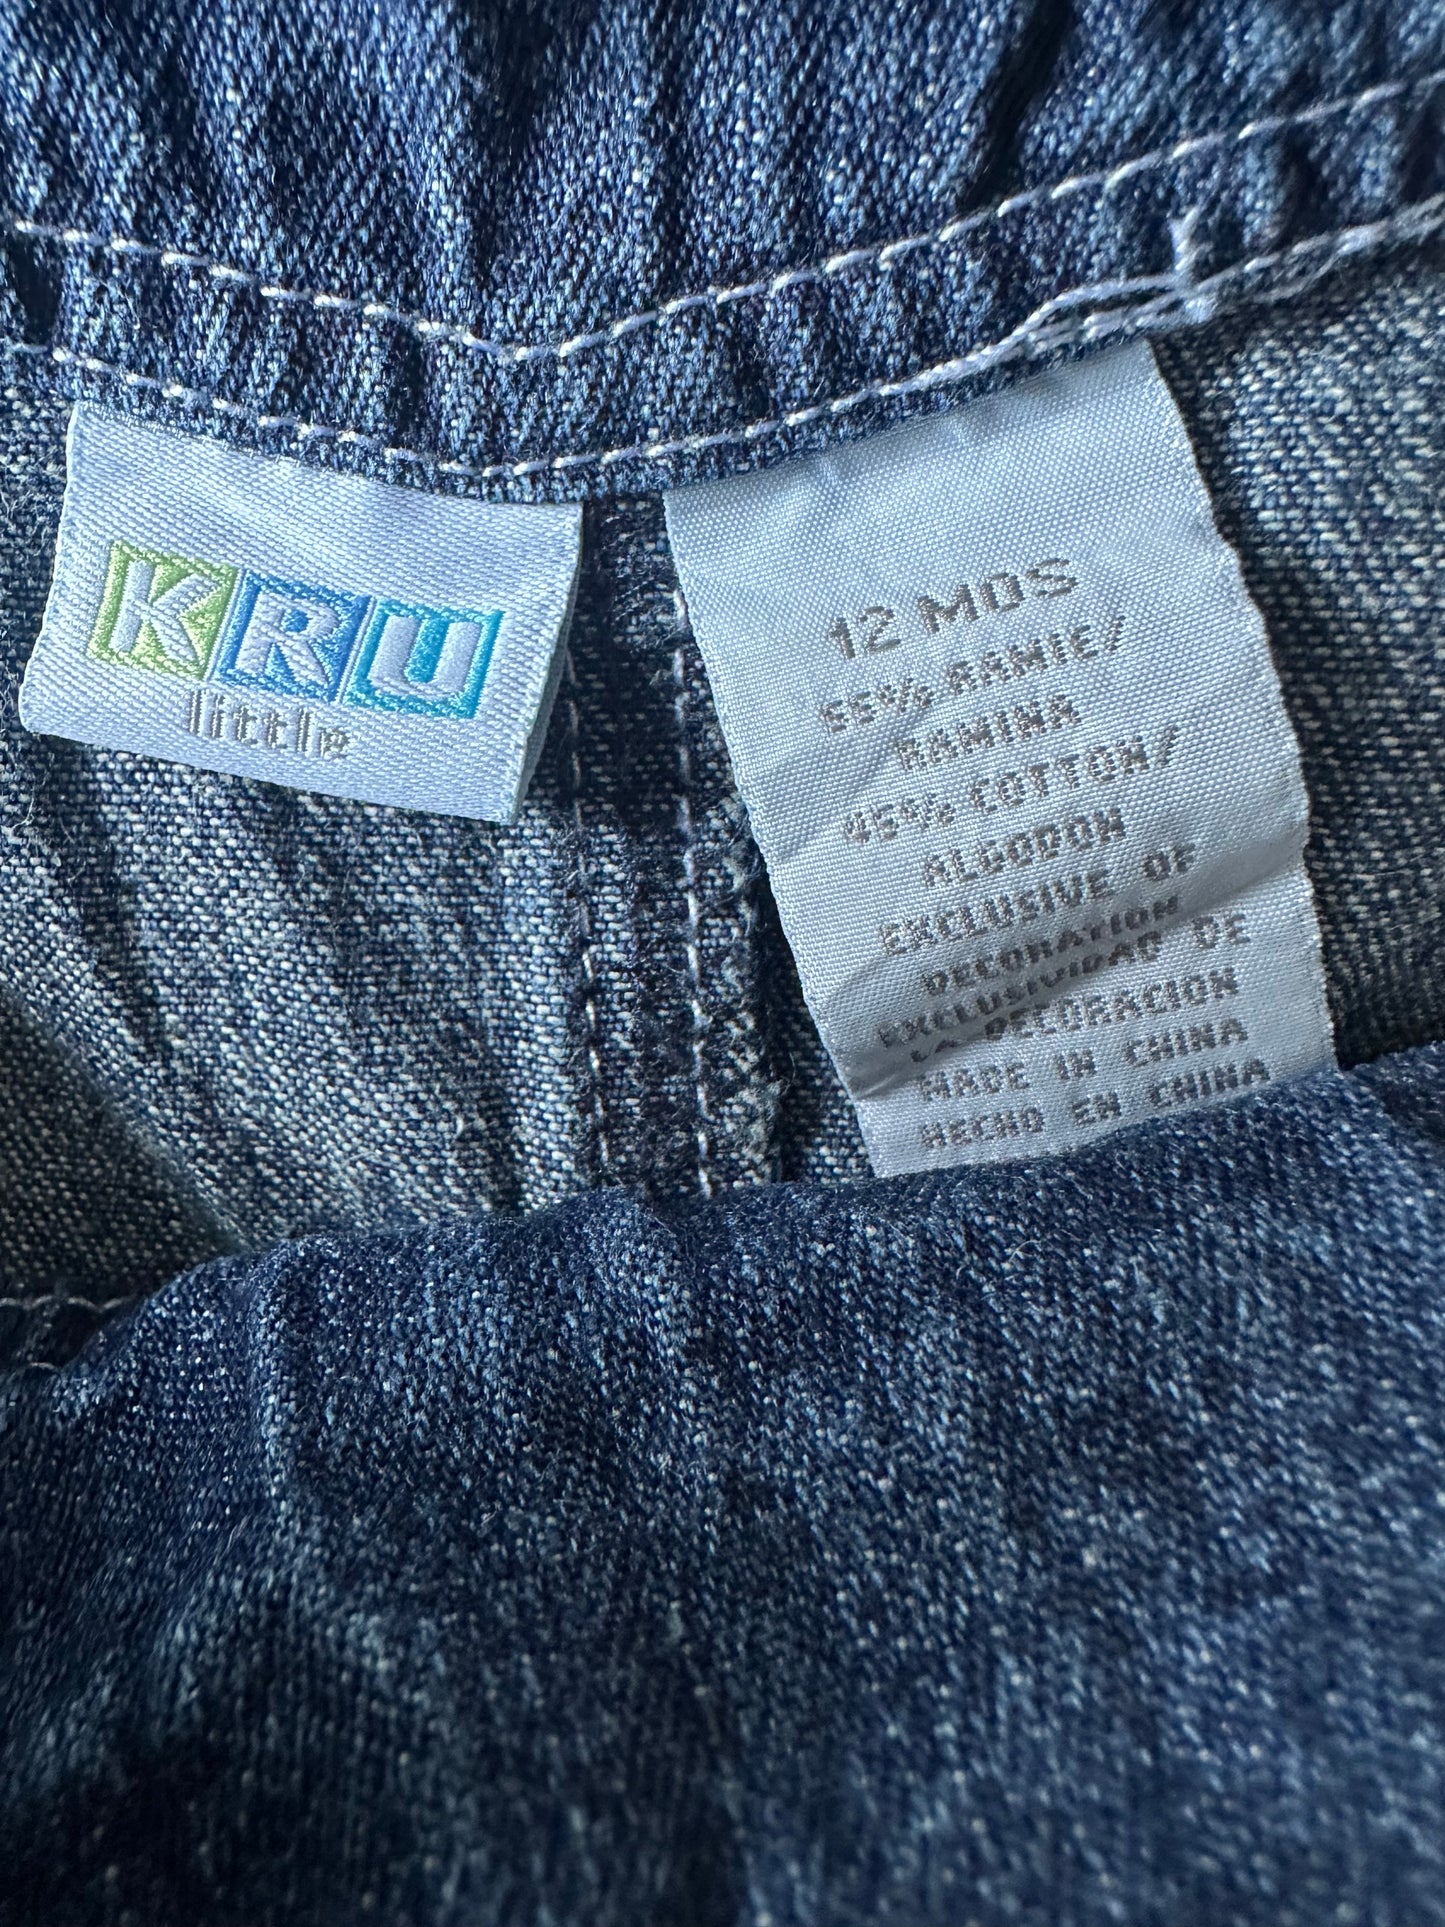 KRU
little
12 MOS
55% RAMIE/
RAMINA
45% COTTON/
ALGODON
EXCLUSIVE OF
DECORATION
EXCLUSIVIDAD DE
LA DECORACION
MADE IN CHINA
HECHO EN CHINA